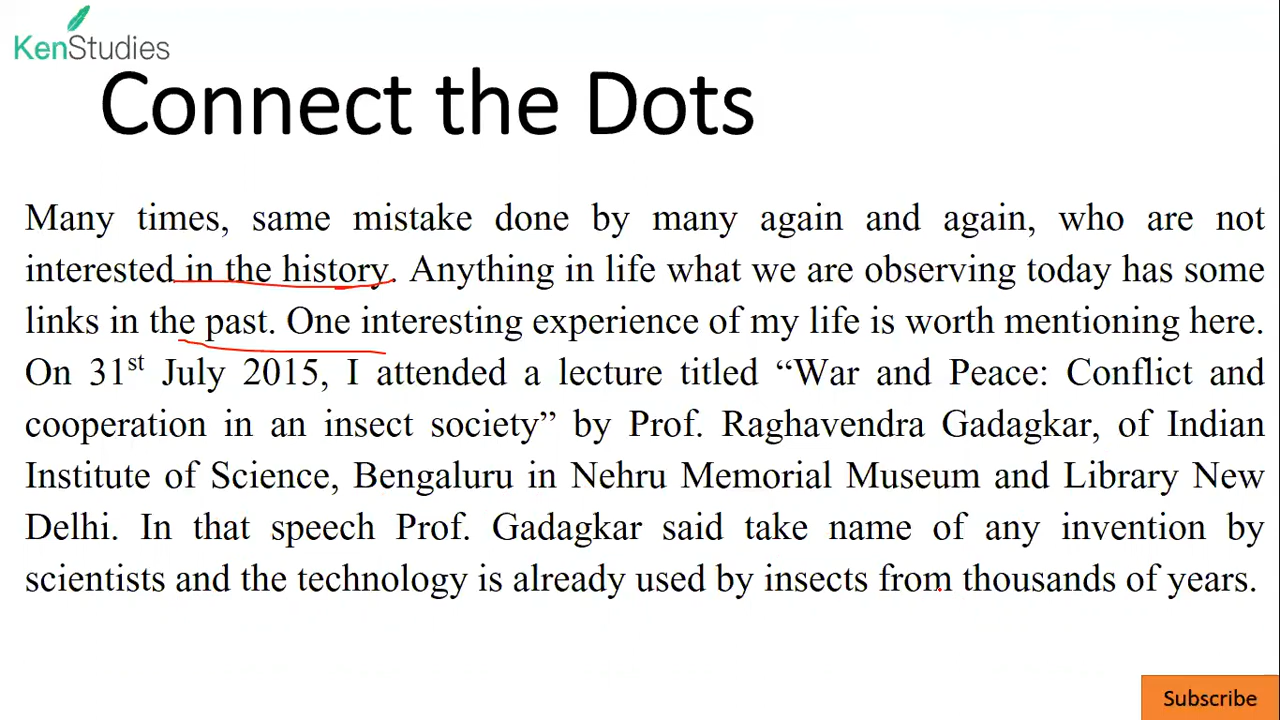 KenStudies
Connect the Dots
Many times, same mistake done by many again and again, who are not
interested in the history. Anything in life what we are observing today has some
links in the past. One interesting experience of my life is worth mentioning here.
On 31st July 2015, I attended a lecture titled “War and Peace: Conflict and
cooperation in an insect society” by Prof. Raghavendra Gadagkar, of Indian
Institute of Science, Bengaluru in Nehru Memorial Museum and Library New
Delhi. In that speech Prof. Gadagkar said take name of any invention by
scientists and the technology is already used by insects from thousands of years.
Subscribe